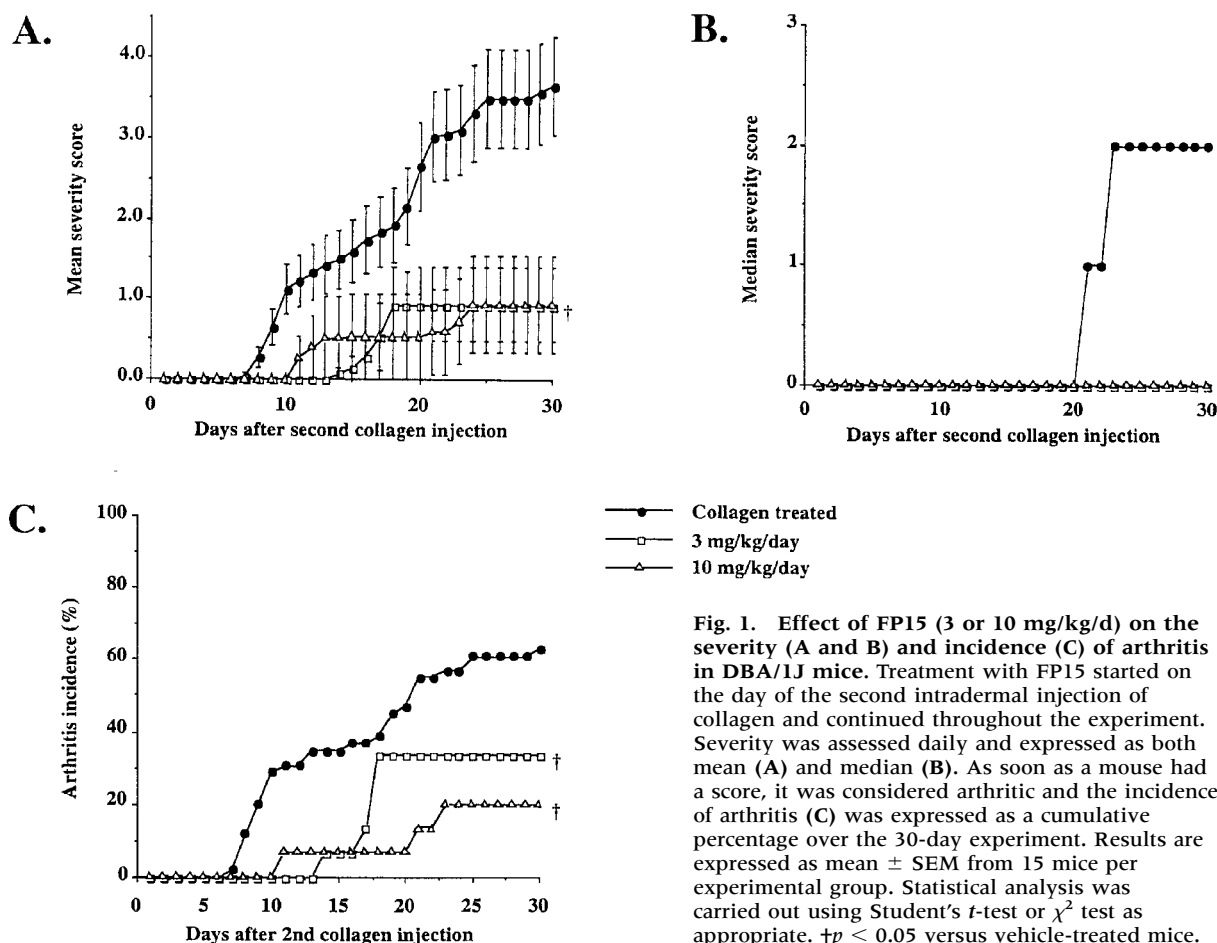 A.
4.0
3.0
2.0
1.0
0.0
Mean severity score
0 10 20 30
Days after second collagen injection
†
B.
3
2
1
0
Median severity score
0 10 20 30
Days after second collagen injection
C.
100
80
60
40
20
0
Arthritis incidence (%)
0 5 10 15 20 25 30
Days after 2nd collagen injection
†
†
Collagen treated
3 mg/kg/day
10 mg/kg/day
Fig. 1. Effect of FP15 (3 or 10 mg/kg/d) on the
severity (A and B) and incidence (C) of arthritis
in DBA/1J mice. Treatment with FP15 started on
the day of the second intradermal injection of
collagen and continued throughout the experiment.
Severity was assessed daily and expressed as both
mean (A) and median (B). As soon as a mouse had
a score, it was considered arthritic and the incidence
of arthritis (C) was expressed as a cumulative
percentage over the 30-day experiment. Results are
expressed as mean ± SEM from 15 mice per
experimental group. Statistical analysis was
carried out using Student's t-test or χ² test as
appropriate. †p < 0.05 versus vehicle-treated mice.